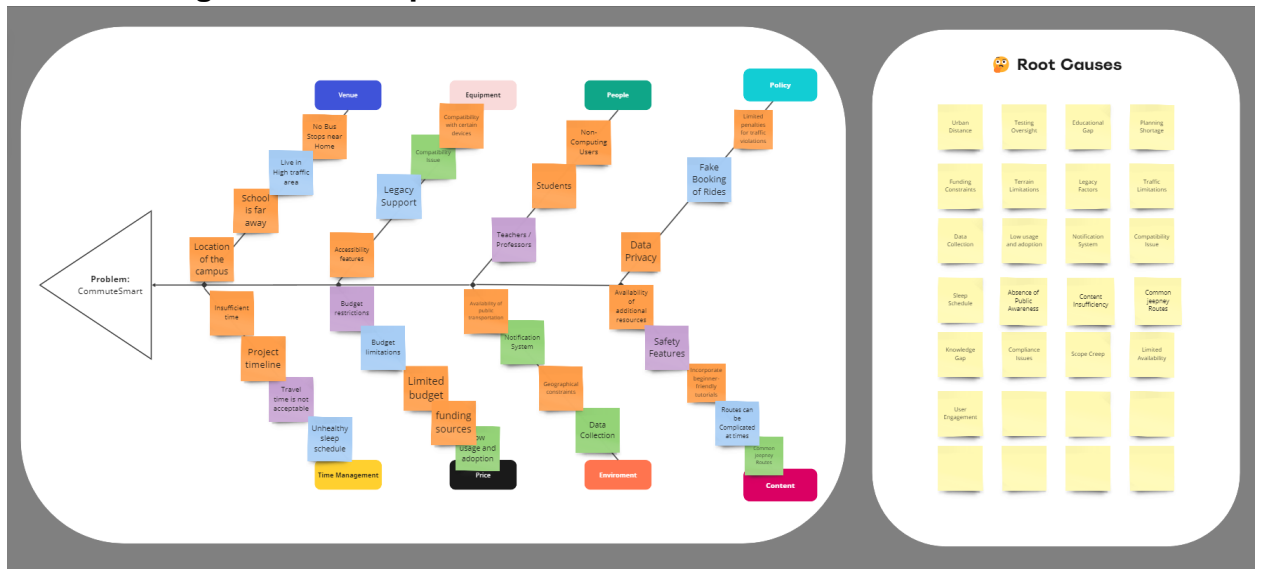 Venue
Equipment
People
Policy
No Bus
Stops near
Home
Live in
High traffic
area
School
is far
away
Location
of the
campus
Compatibility
with certain
devices
Compatibility
Issue
Legacy
Support
Accessibility
features
Non-
Computing
Users
Students
Teachers /
Professors
Limited
penalties
for traffic
violations
Fake
Booking
of Rides
Data
Privacy
Problem:
CommuteSmart
Insufficient
time
Project
timeline
Travel
time is not
acceptable
Unhealthy
sleep
schedule
Time Management
Budget
restrictions
Budget
limitations
Limited
budget
funding
sources
usage and
adoption
Price
Availability of
public
transportation
Notification
System
Geographical
constraints
Data
Collection
Enviroment
Availability
of
additional
resources
Safety
Features
Incorporate
beginner-
friendly
tutorials
Routes can
be
Complicated
at times
Common
jeepney
Routes
Content
Root Causes
Urban
Distance
Testing
Oversight
Educational
Gap
Planning
Shortage
Funding
Constraints
Terrain
Limitations
Legacy
Factors
Traffic
Limitations
Data
Collection
Low usage
and adoption
Notification
System
Compatibility
Issue
Sleep
Schedule
Absence of
Public
Awareness
Content
Insufficiency
Common
Jeepney
Routes
Knowledge
Gap
Compliance
Issues
Scope Creep
Limited
Availability
User
Engagement